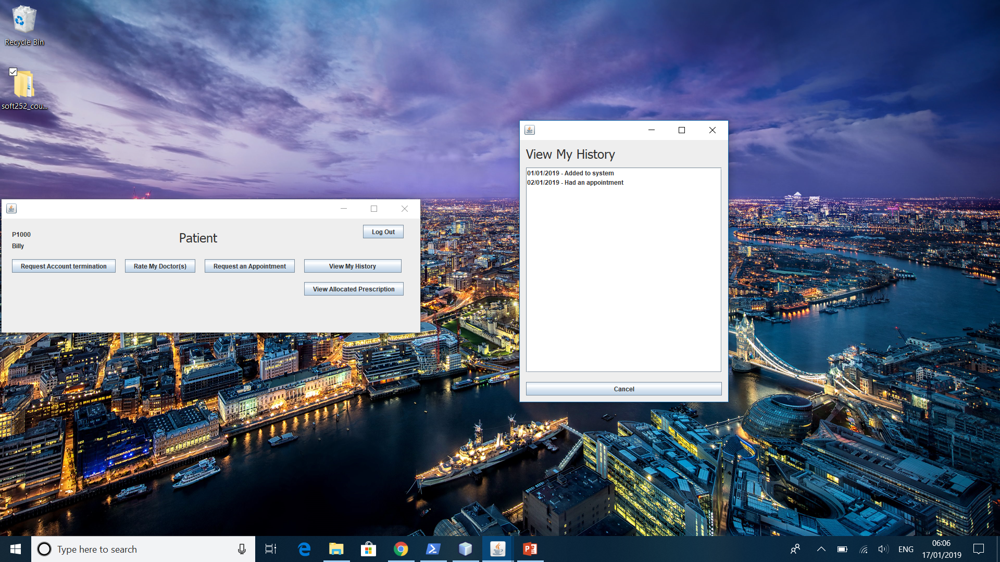 Recycle Bin
soft252_cou...
P1000
Billy
Patient
Log Out
Request Account termination
Rate My Doctor(s)
Request an Appointment
View My History
View Allocated Prescription
View My History
01/01/2019 - Added to system
02/01/2019 - Had an appointment
Cancel
Type here to search
ENG
06:06
17/01/2019